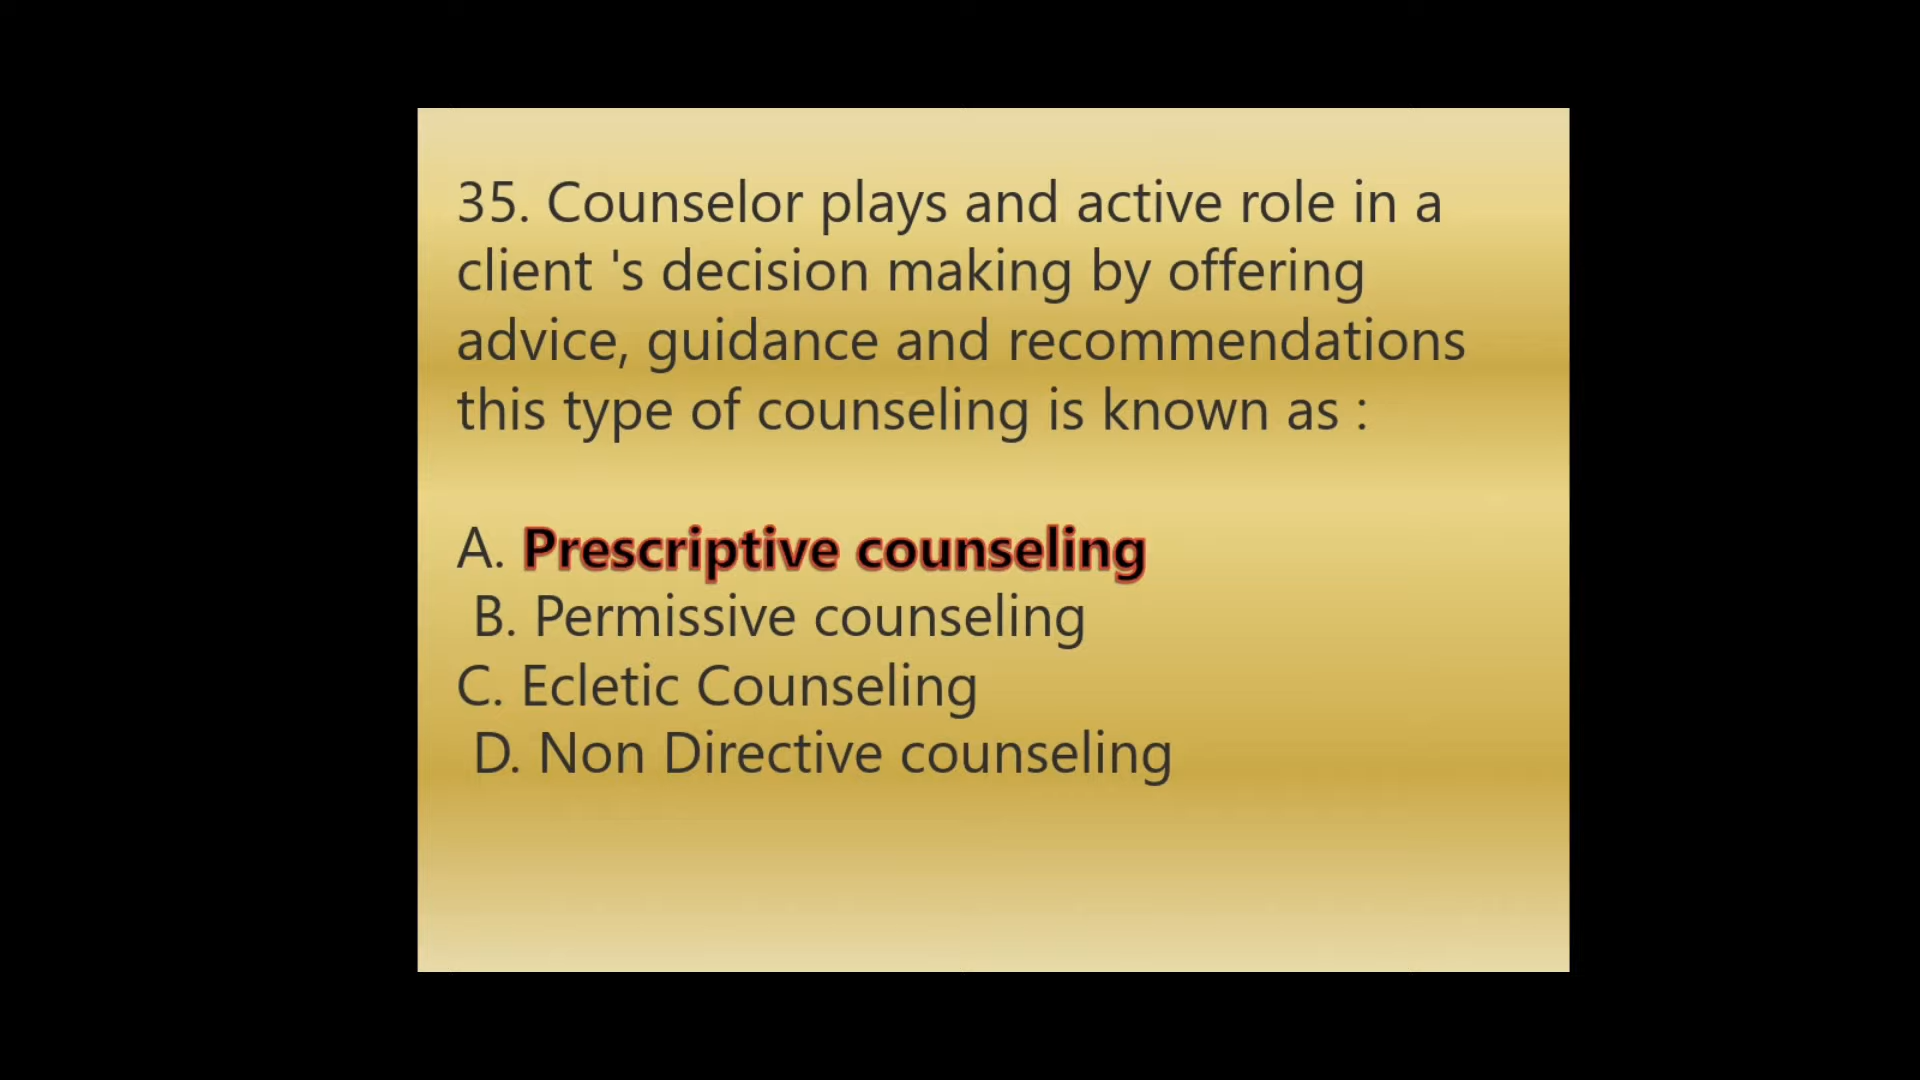 35. Counselor plays and active role in a
client 's decision making by offering
advice, guidance and recommendations
this type of counseling is known as :
A. Prescriptive counseling
B. Permissive counseling
C. Ecletic Counseling
D. Non Directive counseling